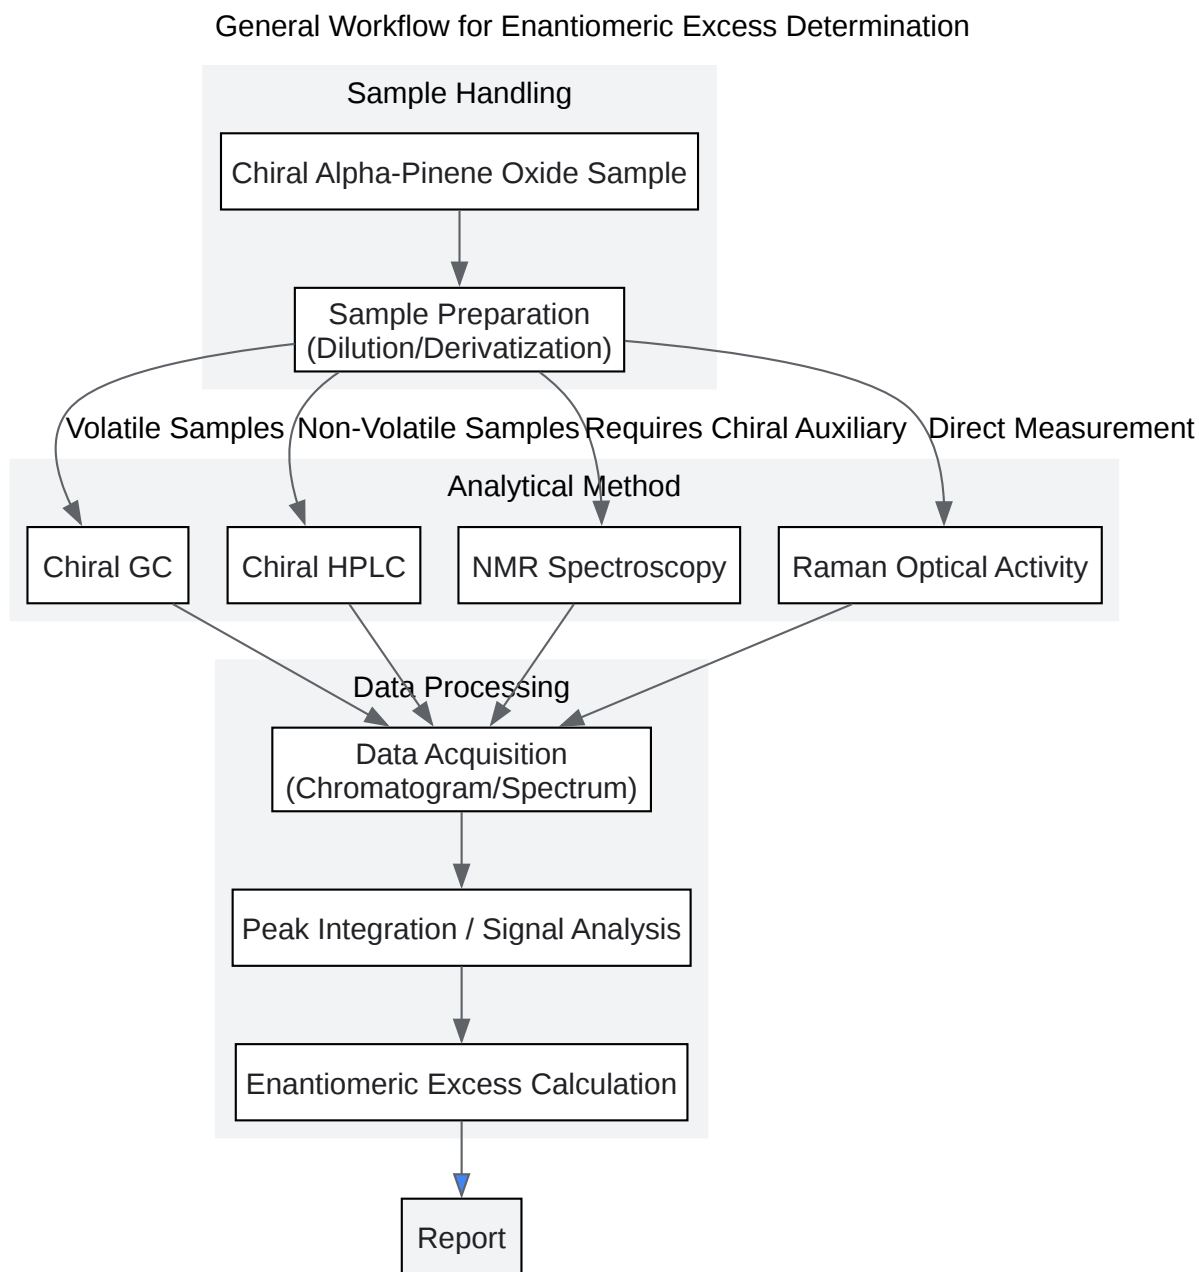 General Workflow for Enantiomeric Excess Determination
Sample Handling
Chiral Alpha-Pinene Oxide Sample
Sample Preparation
(Dilution/Derivatization)
Volatile Samples
Non-Volatile Samples
Requires Chiral Auxiliary
Direct Measurement
Analytical Method
Chiral GC
Chiral HPLC
NMR Spectroscopy
Raman Optical Activity
Data Processing
Data Acquisition
(Chromatogram/Spectrum)
Peak Integration / Signal Analysis
Enantiomeric Excess Calculation
Report